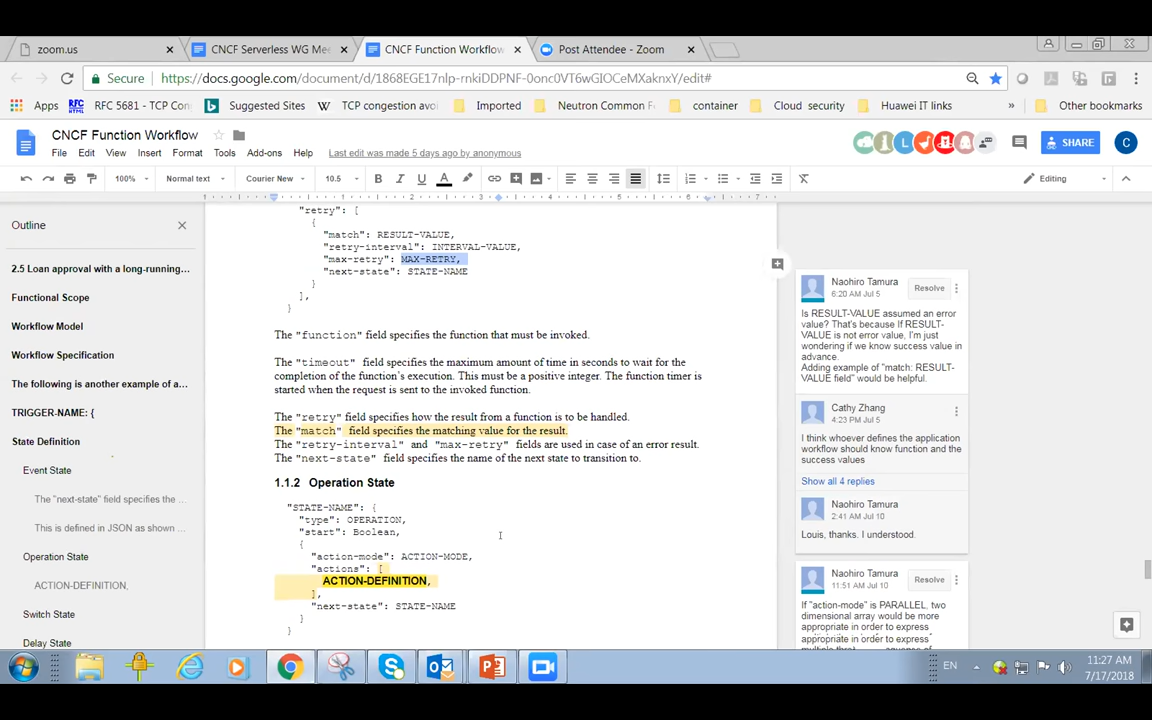 zoom.us
CNCF Serverless WG Mee
CNCF Function Workflow
Post Attendee - Zoom
Secure
https://docs.google.com/document/d/1868EGE17nlp-rnkiDDPNF-0onc0VT6wGIOCeMXaknxY/edit#
Apps
RFC 5681 - TCP Con
Suggested Sites
TCP congestion avoi
Imported
Neutron Common F
container
Cloud security
Huawei IT links
»
Other bookmarks
CNCF Function Workflow
File Edit View Insert Format Tools Add-ons Help
Last edit was made 5 days ago by anonymous
L
SHARE
C
100%
Normal text
Courier New
10.5
B I U A
Editing
1 2 3 4 5 6 7
Outline
2.5 Loan approval with a long-running...
Functional Scope
Workflow Model
Workflow Specification
The following is another example of a...
TRIGGER-NAME: {
State Definition
Event State
The "next-state" field specifies the ...
This is defined in JSON as shown ...
Operation State
ACTION-DEFINITION,
Switch State
Delay State
"retry": [
{
"match": RESULT-VALUE,
"retry-interval": INTERVAL-VALUE,
"max-retry": MAX-RETRY,
"next-state": STATE-NAME
}
],
}
The "function" field specifies the function that must be invoked.
The "timeout" field specifies the maximum amount of time in seconds to wait for the
completion of the function's execution. This must be a positive integer. The function timer is
started when the request is sent to the invoked function.
The "retry" field specifies how the result from a function is to be handled.
The "match" field specifies the matching value for the result.
The "retry-interval" and "max-retry" fields are used in case of an error result.
The "next-state" field specifies the name of the next state to transition to.
1.1.2 Operation State
"STATE-NAME": {
"type": OPERATION,
"start": Boolean,
{
"action-mode": ACTION-MODE,
"actions": [
ACTION-DEFINITION,
],
"next-state": STATE-NAME
}
}
Naohiro Tamura
6:20 AM Jul 5
Resolve
Is RESULT-VALUE assumed an error
value? That's because If RESULT-
VALUE is not error value, I'm just
wondering if we know success value in
advance.
Adding example of "match: RESULT-
VALUE field" would be helpful.
Cathy Zhang
4:23 PM Jul 5
I think whoever defines the application
workflow should know function and the
success values
Show all 4 replies
Naohiro Tamura
2:41 AM Jul 10
Louis, thanks. I understood.
Naohiro Tamura
11:51 AM Jul 10
Resolve
If "action-mode" is PARALLEL, two
dimensional array would be more
appropriate in order to express
EN
11:27 AM
7/17/2018